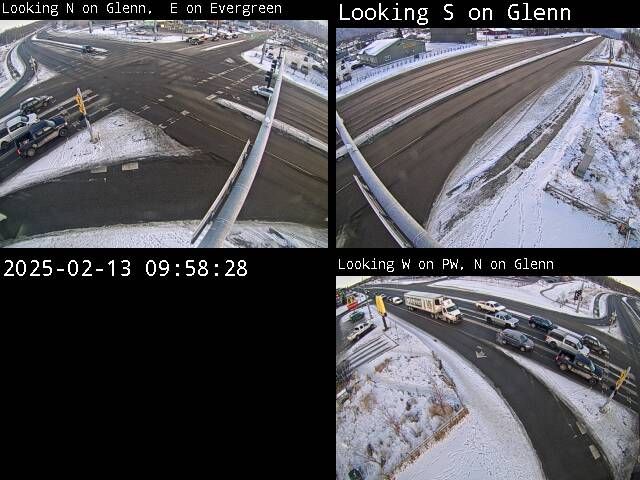 Looking N on Glenn,  E on Evergreen
Looking S on Glenn
2025-02-13 09:58:28
Looking W on PW, N on Glenn